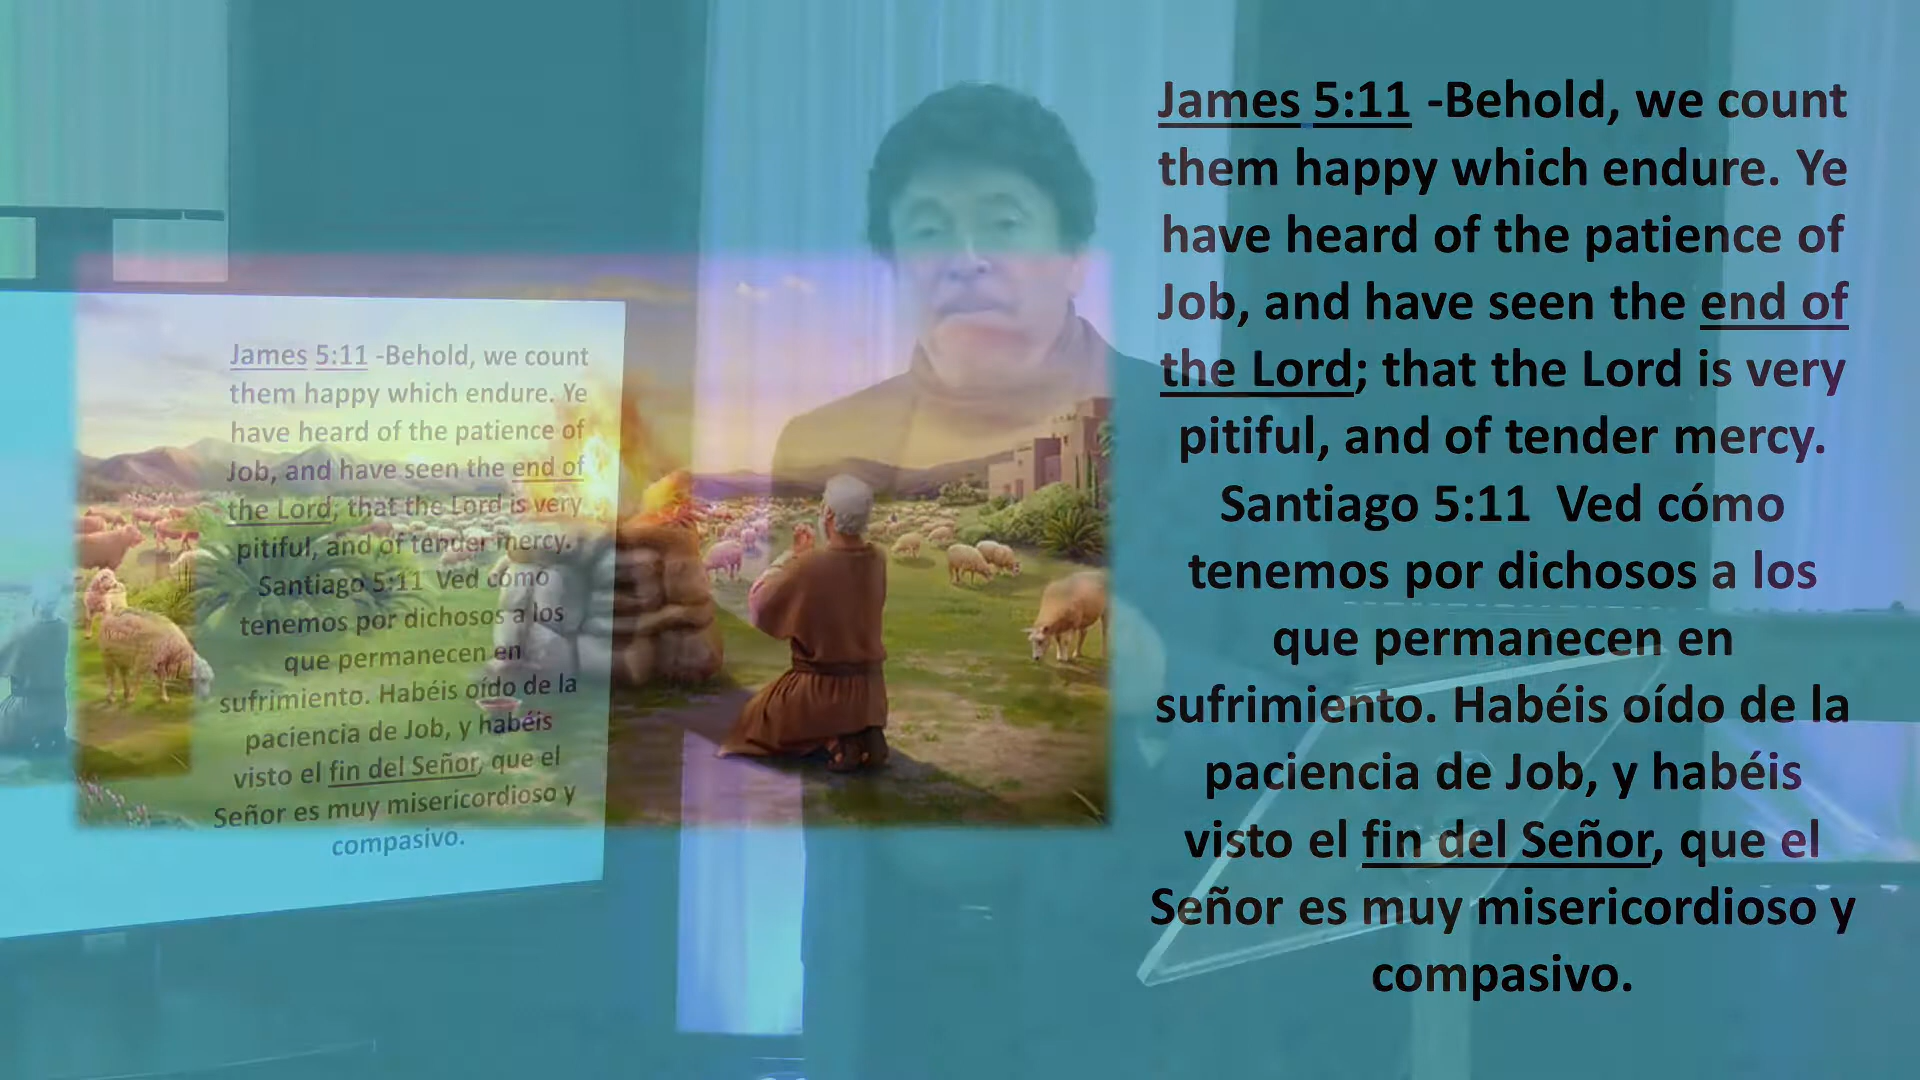 James 5:11 -Behold, we count
them happy which endure. Ye
have heard of the patience of
Job, and have seen the end of
the Lord; that the Lord is very
pitiful, and of tender mercy.
Santiago 5:11 Ved cómo
tenemos por dichosos a los
que permanecen en
sufrimiento. Habéis oído de la
paciencia de Job, y habéis
visto el fin del Señor, que el
Señor es muy misericordioso y
compasivo.
James 5:11 -Behold, we count
them happy which endure. Ye
have heard of the patience of
Job, and have seen the end of
the Lord; that the Lord is very
pitiful, and of tender mercy.
Santiago 5:11 Ved cómo
tenemos por dichosos a los
que permanecen en
sufrimiento. Habéis oído de la
paciencia de Job, y habéis
visto el fin del Señor, que el
Señor es muy misericordioso y
compasivo.